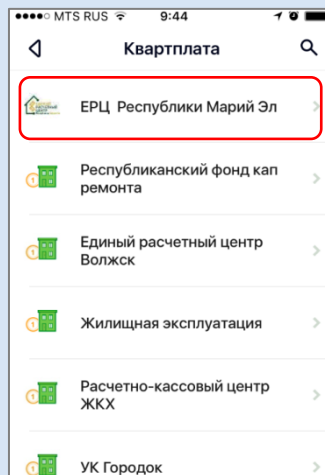 MTS RUS 9:44
Квартплата
ЕРЦ Республики Марий Эл
Республиканский фонд кап
ремонта
Единый расчетный центр
Волжск
Жилищная эксплуатация
Расчетно-кассовый центр
ЖКХ
УК Городок